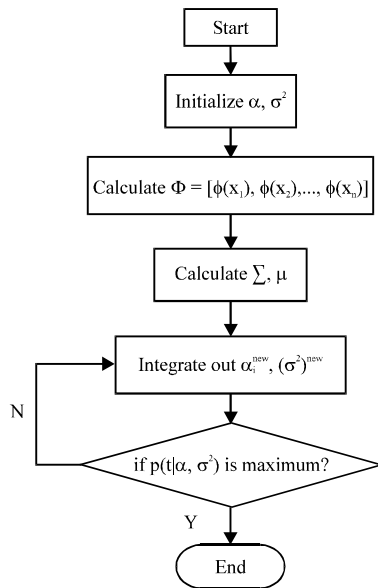 Start
Initialize α, σ²
Calculate Φ = [ϕ(x₁), ϕ(x₂),..., ϕ(xₙ)]
Calculate ∑, μ
Integrate out αᵢⁿᵉʷ, (σ²)ⁿᵉʷ
N
if p(t|α, σ²) is maximum?
Y
End